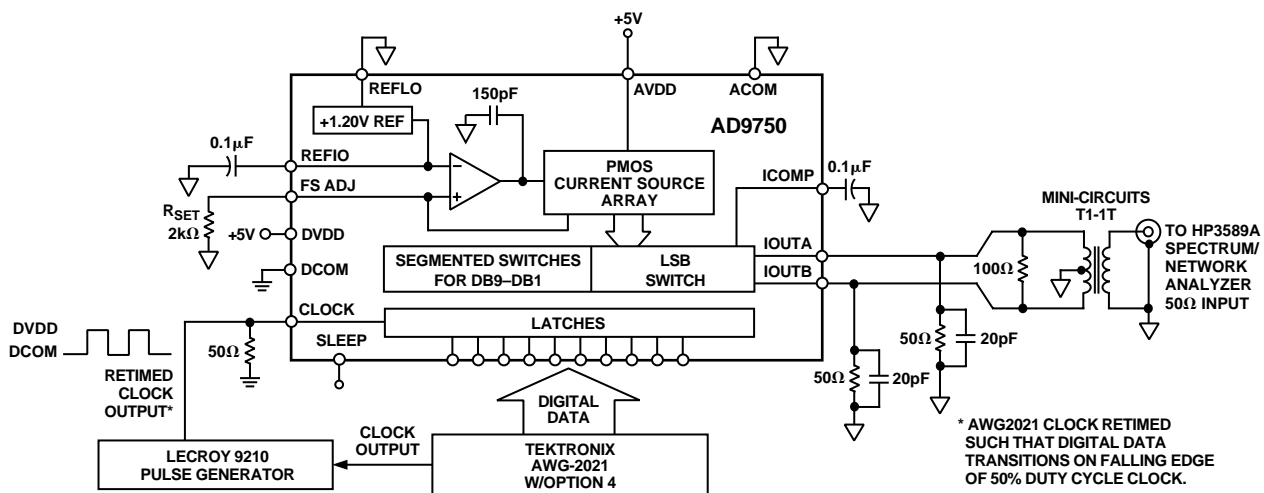 +5V
REFLO
AVDD
ACOM
150pF
+1.20V REF
AD9750
0.1µF
REFIO
–
+
PMOS
CURRENT SOURCE
ARRAY
ICOMP
0.1µF
FS ADJ
RSET
2kΩ
+5V
DVDD
DCOM
SEGMENTED SWITCHES
FOR DB9–DB1
LSB
SWITCH
IOUTA
IOUTB
MINI-CIRCUITS
T1-1T
100Ω
TO HP3589A
SPECTRUM/
NETWORK
ANALYZER
50Ω INPUT
CLOCK
LATCHES
DVDD
DCOM
50Ω
SLEEP
50Ω
20pF
50Ω
20pF
RETIMED
CLOCK
OUTPUT*
DIGITAL
DATA
CLOCK
OUTPUT
LECROY 9210
PULSE GENERATOR
TEKTRONIX
AWG-2021
W/OPTION 4
* AWG2021 CLOCK RETIMED
SUCH THAT DIGITAL DATA
TRANSITIONS ON FALLING EDGE
OF 50% DUTY CYCLE CLOCK.